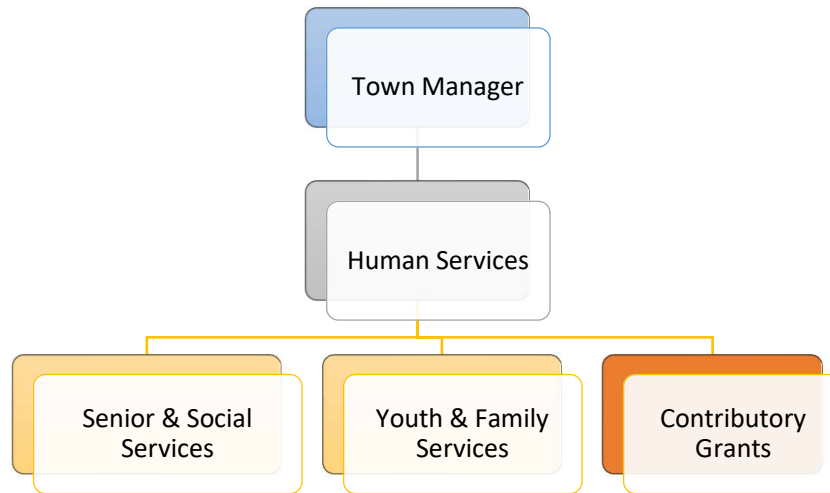 Town Manager
Human Services
Senior & Social
Services
Youth & Family
Services
Contributory
Grants